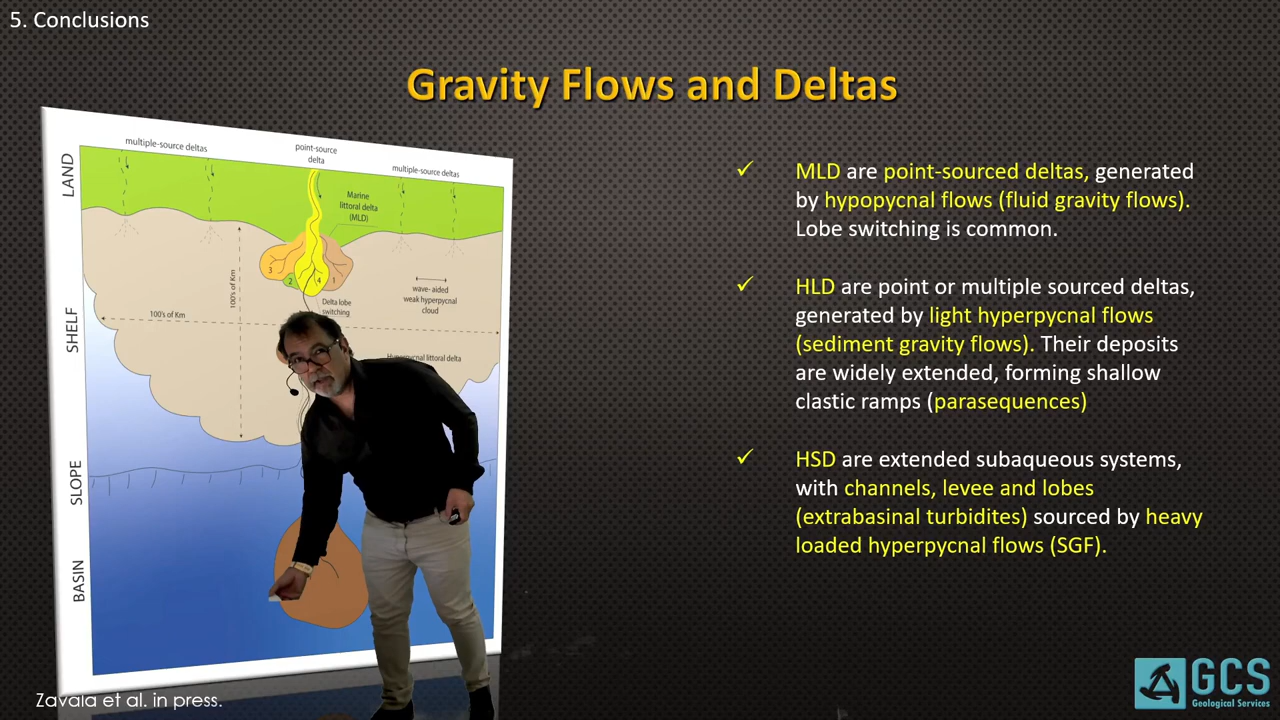 5. Conclusions
Gravity Flows and Deltas
multiple-source deltas
point-source
delta
multiple-source deltas
LAND
Marine
littoral delta
(MLD)
3
2
4
1
100's of Km
wave- aided
weak hyperpycnal
cloud
Delta lobe
switching
100's of Km
SHELF
Hyperpycnal littoral delta
SLOPE
BASIN
MLD are point-sourced deltas, generated
by hypopycnal flows (fluid gravity flows).
Lobe switching is common.
HLD are point or multiple sourced deltas,
generated by light hyperpycnal flows
(sediment gravity flows). Their deposits
are widely extended, forming shallow
clastic ramps (parasequences)
HSD are extended subaqueous systems,
with channels, levee and lobes
(extrabasinal turbidites) sourced by heavy
loaded hyperpycnal flows (SGF).
Zavala et al. in press.
GCS
Geological Services